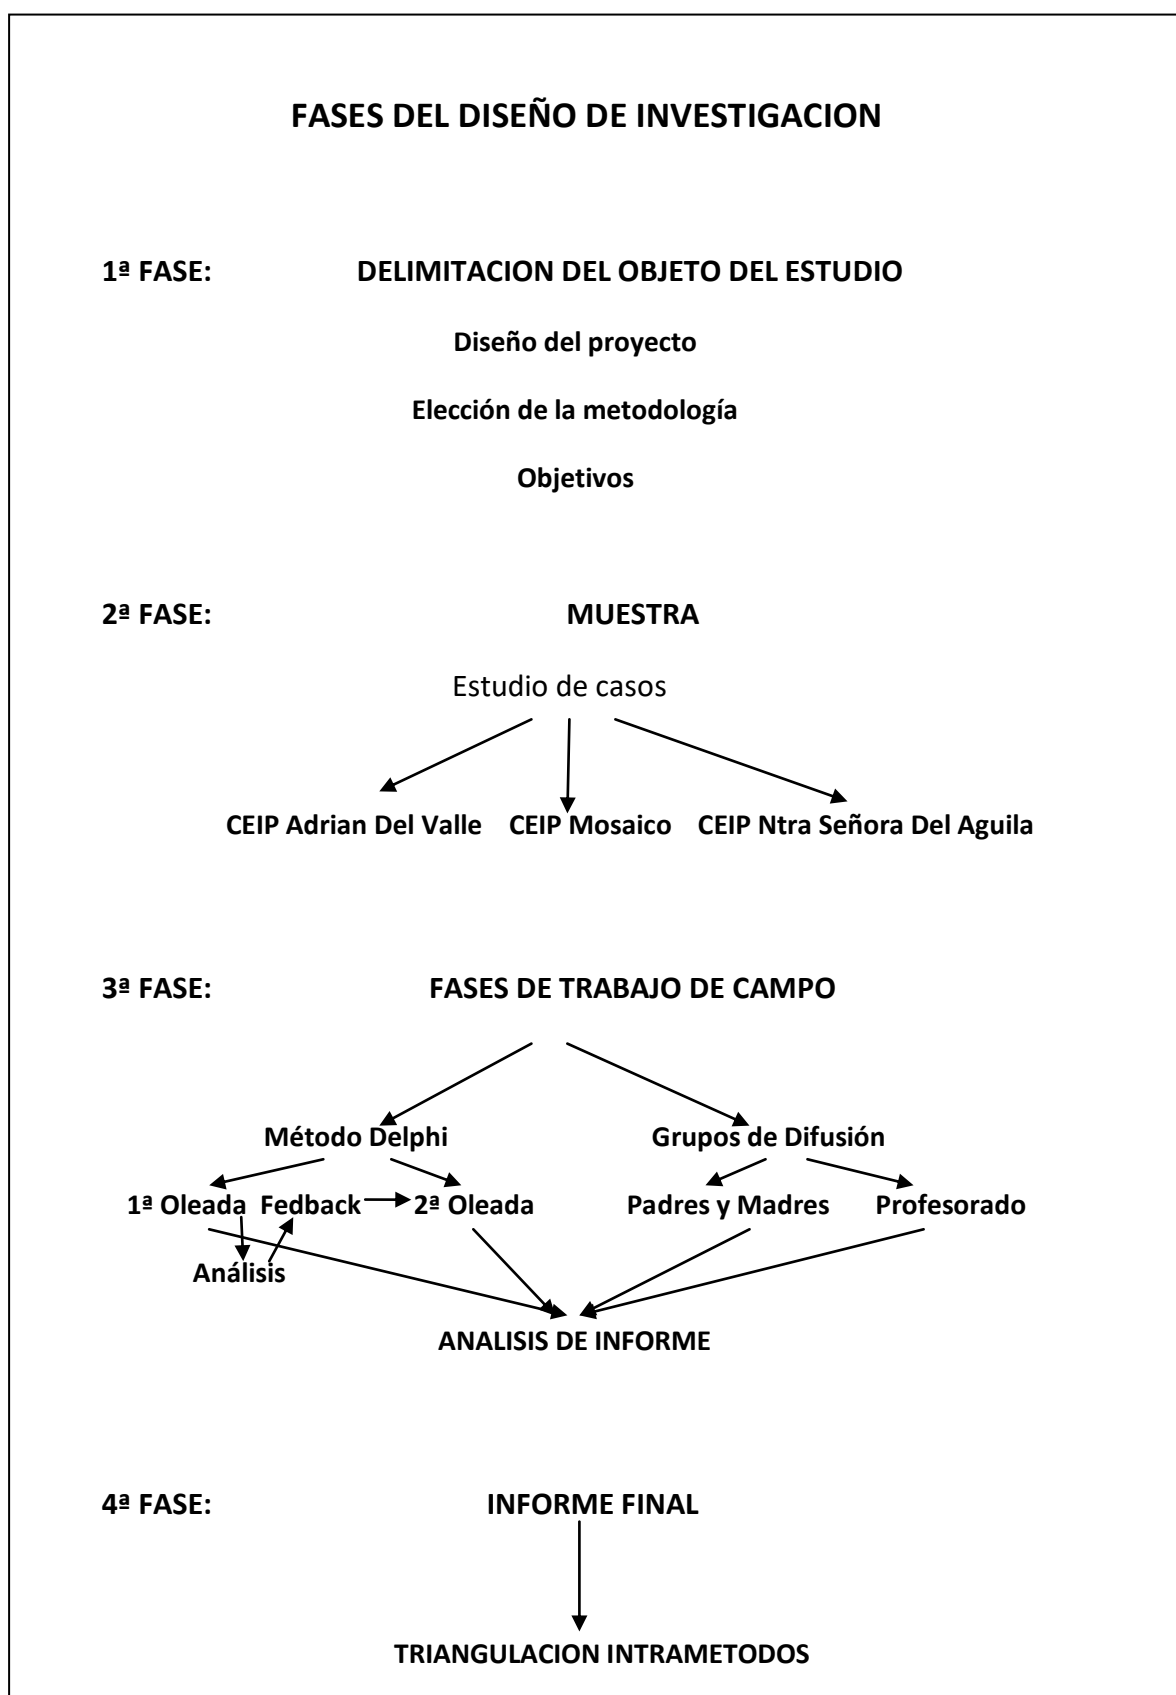 FASES DEL DISEÑO DE INVESTIGACION
1ª FASE: DELIMITACION DEL OBJETO DEL ESTUDIO
Diseño del proyecto
Elección de la metodología
Objetivos
2ª FASE: MUESTRA
Estudio de casos
CEIP Adrian Del Valle CEIP Mosaico CEIP Ntra Señora Del Aguila
3ª FASE: FASES DE TRABAJO DE CAMPO
Método Delphi Grupos de Difusión
1ª Oleada Fedback 2ª Oleada Padres y Madres Profesorado
Análisis
ANALISIS DE INFORME
4ª FASE: INFORME FINAL
TRIANGULACION INTRAMETODOS